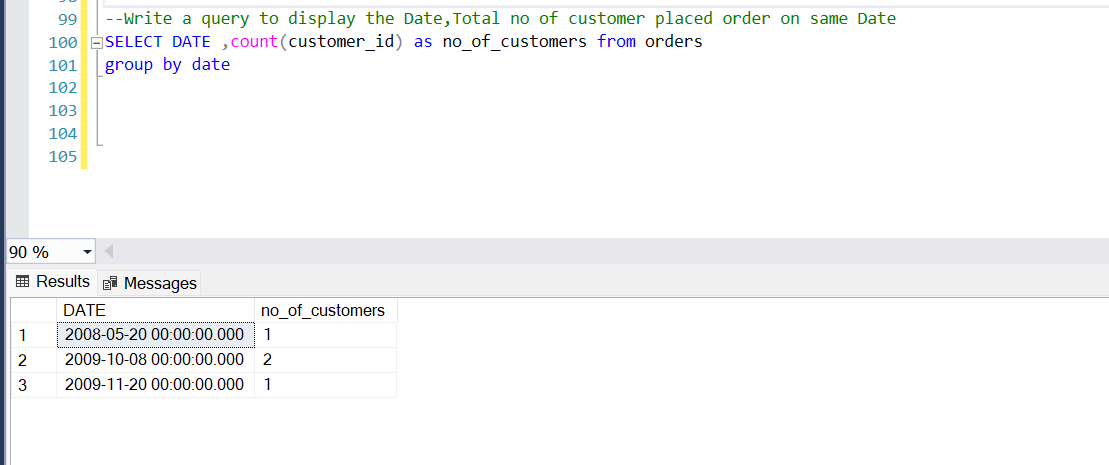 99 --Write a query to display the Date,Total no of customer placed order on same Date
100 SELECT DATE ,count(customer_id) as no_of_customers from orders
101 group by date
102
103
104
105
90 %
Results Messages
DATE no_of_customers
1 2008-05-20 00:00:00.000 1
2 2009-10-08 00:00:00.000 2
3 2009-11-20 00:00:00.000 1